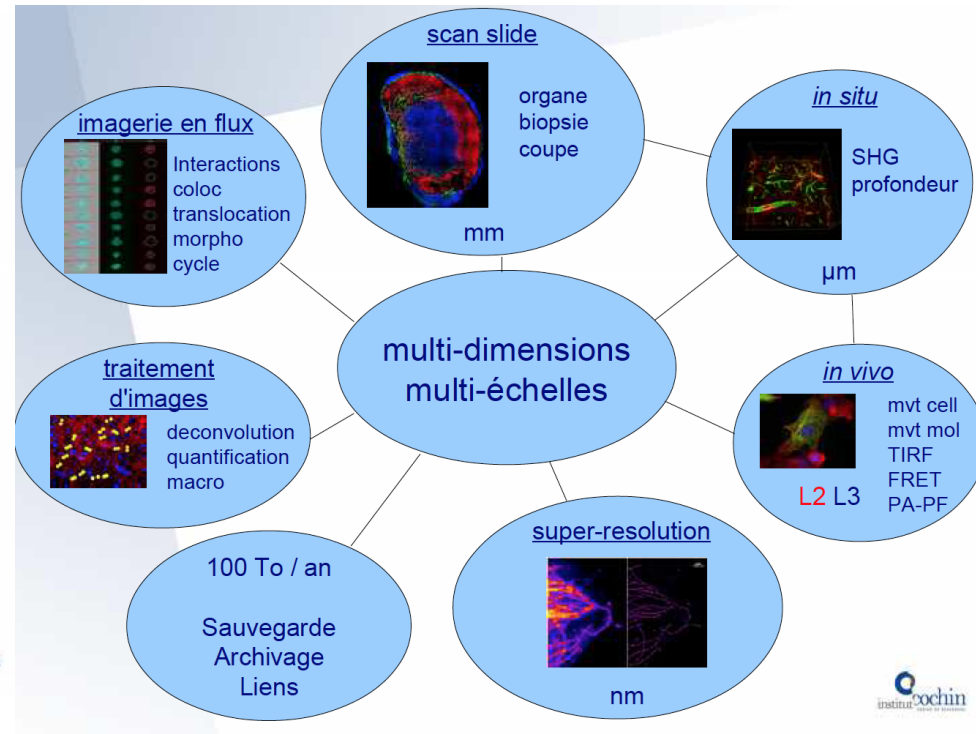 scan slide
organe
biopsie
coupe
mm
imagerie en flux
Interactions
coloc
translocation
morpho
cycle
in situ
SHG
profondeur
µm
multi-dimensions
multi-échelles
traitement
d'images
deconvolution
quantification
macro
in vivo
mvt cell
mvt mol
TIRF
FRET
PA-PF
L2 L3
100 To / an
Sauvegarde
Archivage
Liens
super-resolution
nm
institut cochin